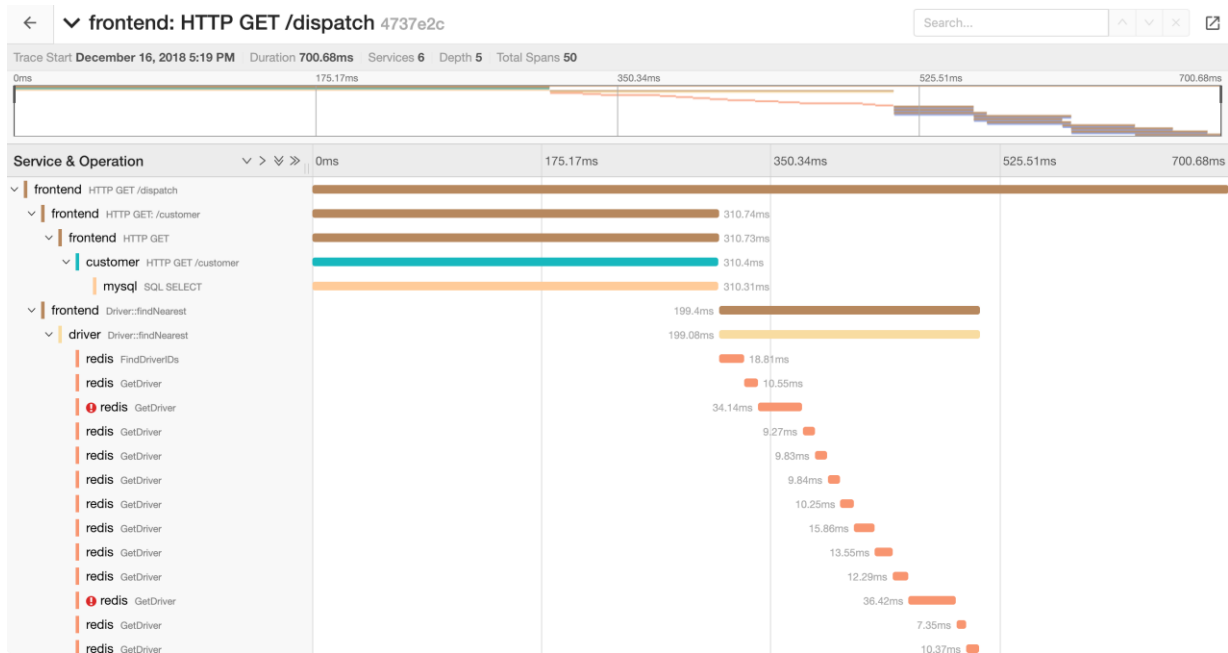 frontend: HTTP GET /dispatch 4737e2c Search...
Trace Start December 16, 2018 5:19 PM Duration 700.68ms Services 6 Depth 5 Total Spans 50
0ms 175.17ms 350.34ms 525.51ms 700.68ms
Service & Operation 0ms 175.17ms 350.34ms 525.51ms 700.68ms
frontend HTTP GET /dispatch
frontend HTTP GET: /customer 310.74ms
frontend HTTP GET 310.73ms
customer HTTP GET /customer 310.4ms
mysql SQL SELECT 310.31ms
frontend Driver::findNearest 199.4ms
driver Driver::findNearest 199.08ms
redis FindDriverIDs 18.81ms
redis GetDriver 10.55ms
redis GetDriver 34.14ms
redis GetDriver 9.27ms
redis GetDriver 9.83ms
redis GetDriver 9.84ms
redis GetDriver 10.25ms
redis GetDriver 15.86ms
redis GetDriver 13.55ms
redis GetDriver 12.29ms
redis GetDriver 36.42ms
redis GetDriver 7.35ms
redis GetDriver 10.37ms